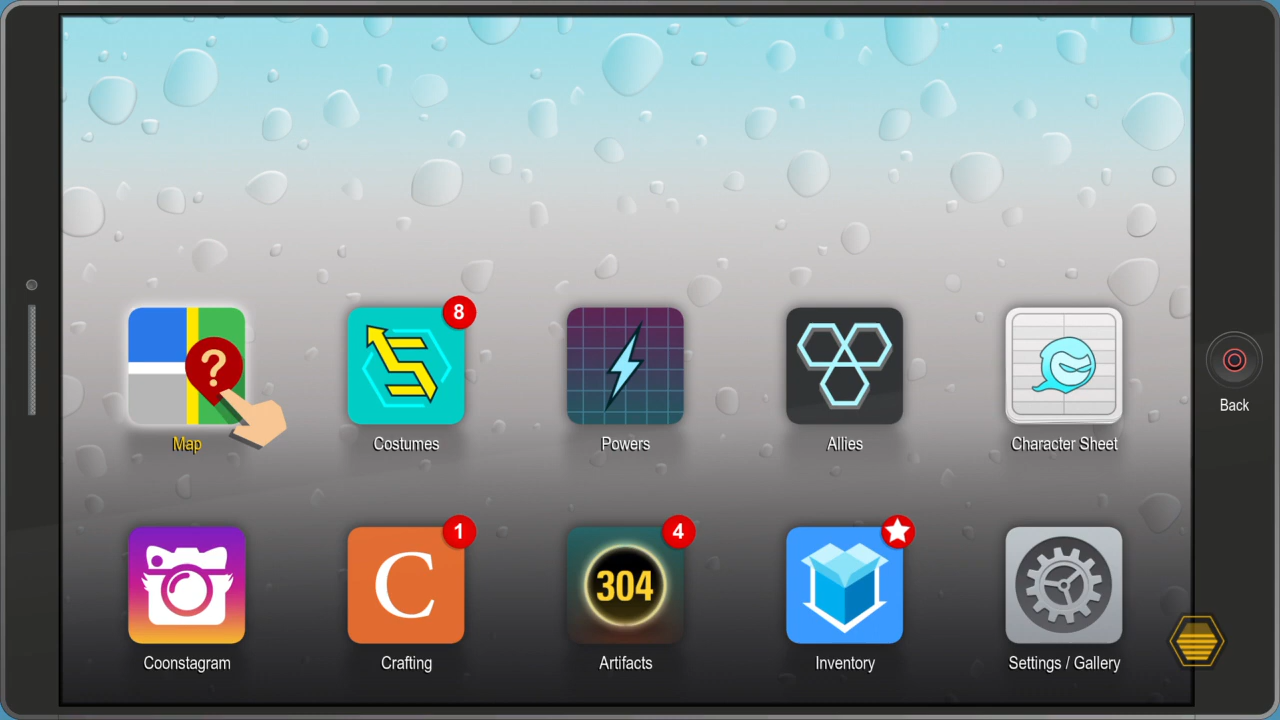 8
?
Map
Costumes
Powers
Allies
Character Sheet
Back
1
4
C
304
Coonstagram
Crafting
Artifacts
Inventory
Settings / Gallery